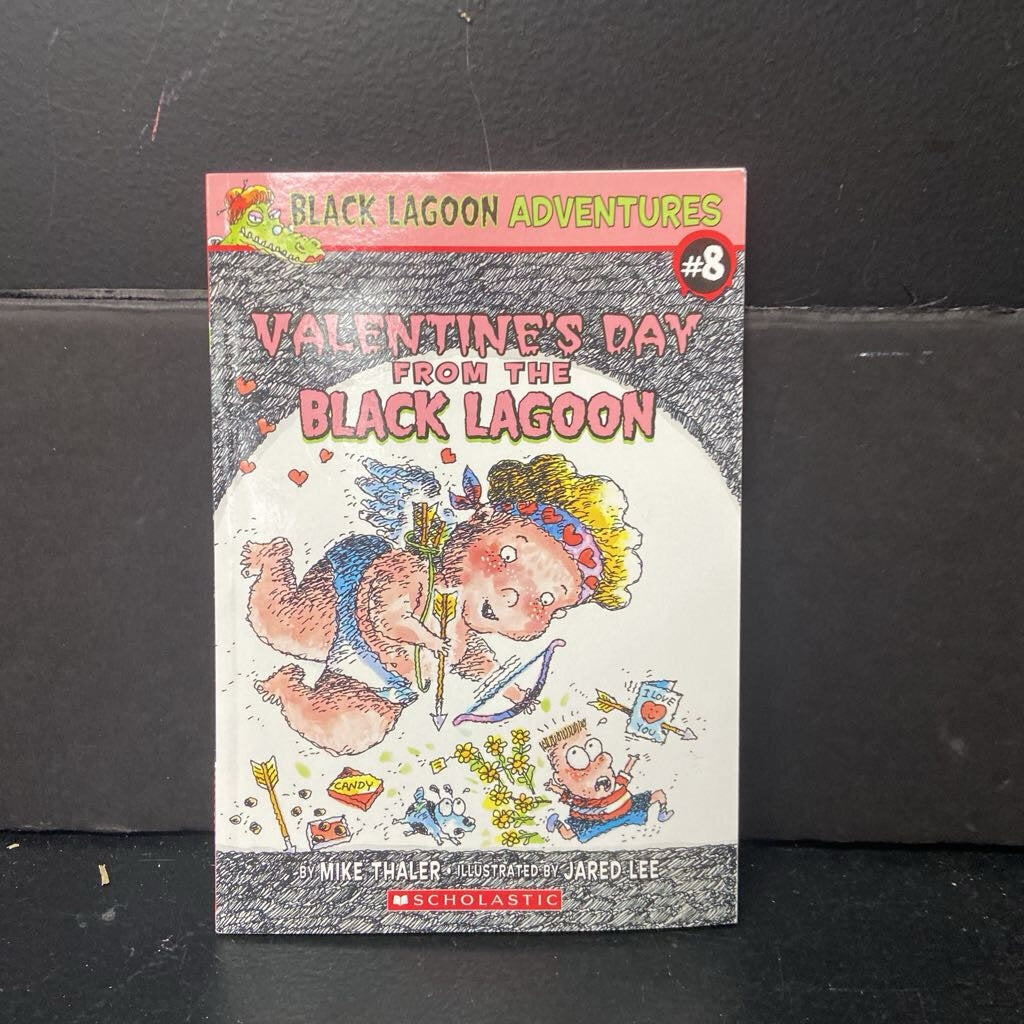 BLACK LAGOON ADVENTURES
#8
VALENTINE'S DAY
FROM THE
BLACK LAGOON
I LOVE
YOU
CANDY
BY MIKE THALER • ILLUSTRATED BY JARED LEE
SCHOLASTIC